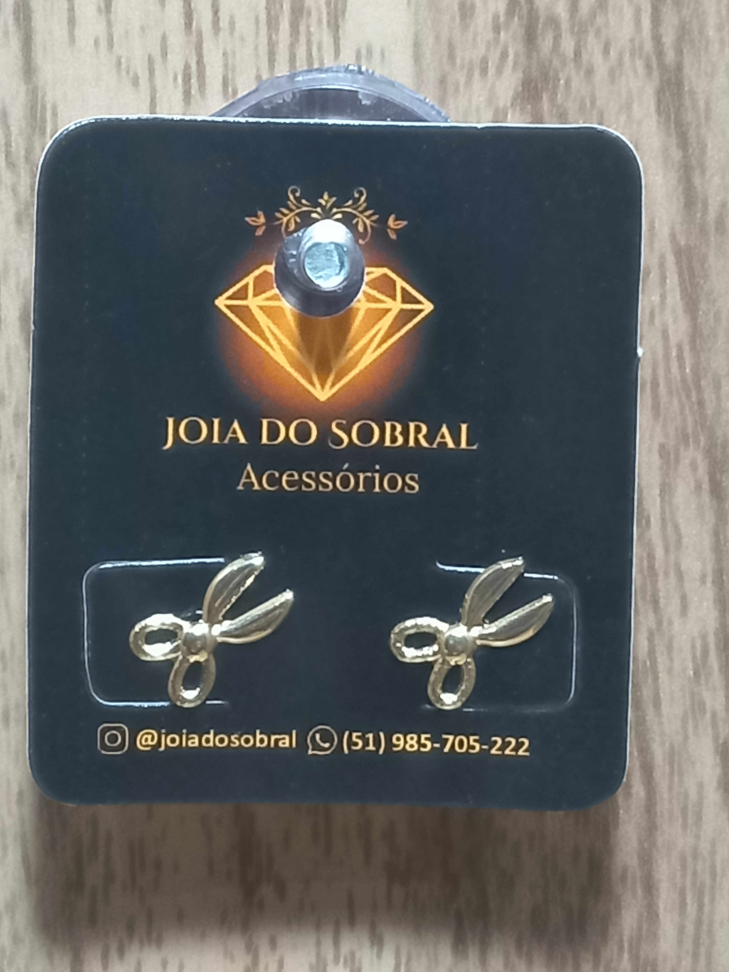 JOIA DO SOBRAL
Acessórios
@joiadosobral (51) 985-705-222